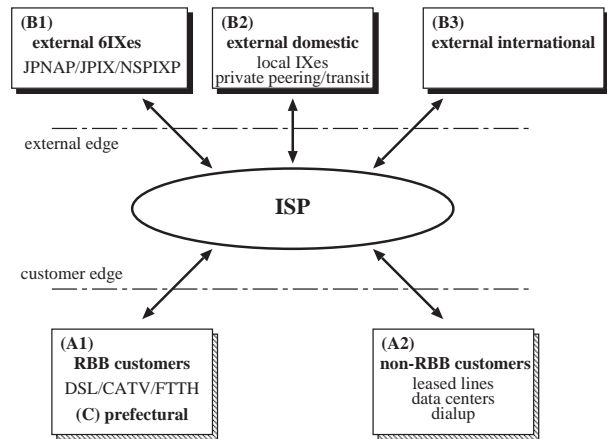 (B1)
external 6IXes
JPNAP/JPIX/NSPIXP
(B2)
external domestic
local IXes
private peering/transit
(B3)
external international
external edge
ISP
customer edge
(A1)
RBB customers
DSL/CATV/FTTH
(C) prefectural
(A2)
non-RBB customers
leased lines
data centers
dialup